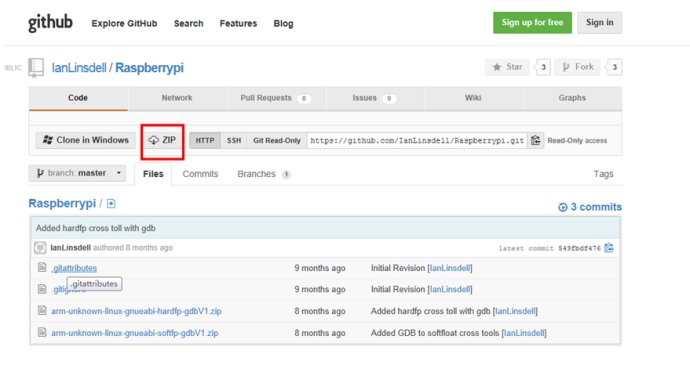 github Explore GitHub Search Features Blog Sign up for free Sign in
IanLinsdell / Raspberrypi Star 3 Fork 3
Code Network Pull Requests 0 Issues 0 Wiki Graphs
Clone in Windows ZIP HTTP SSH Git Read-Only https://github.com/IanLinsdell/Raspberrypi.git Read-Only access
branch: master Files Commits Branches 1 Tags
Raspberrypi / 3 commits
Added hardfp cross toll with gdb
IanLinsdell authored 8 months ago latest commit 549fbdf476
.gitattributes 9 months ago Initial Revision [IanLinsdell]
.gitattributes
9 months ago Initial Revision [IanLinsdell]
arm-unknown-linux-gnueabi-hardfp-gdbV1.zip 8 months ago Added hardfp cross toll with gdb [IanLinsdell]
arm-unknown-linux-gnueabi-softfp-gdbV1.zip 8 months ago Added GDB to softfloat cross tools [IanLinsdell]